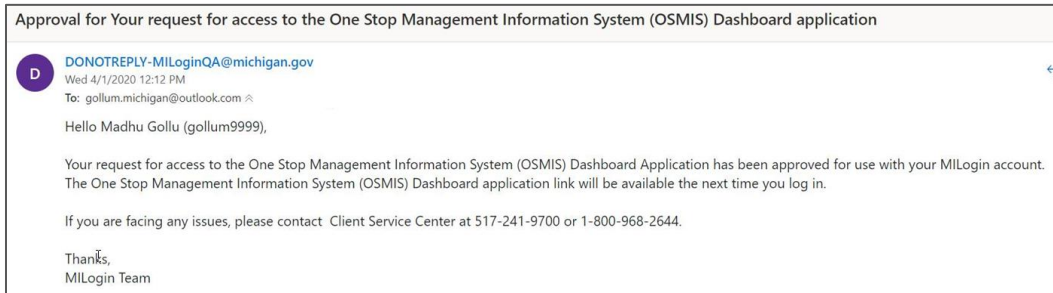 Approval for Your request for access to the One Stop Management Information System (OSMIS) Dashboard application
D
DONOTREPLY-MILoginQA@michigan.gov
Wed 4/1/2020 12:12 PM
To: gollum.michigan@outlook.com
Hello Madhu Gollu (gollum9999),
Your request for access to the One Stop Management Information System (OSMIS) Dashboard Application has been approved for use with your MILogin account.
The One Stop Management Information System (OSMIS) Dashboard application link will be available the next time you log in.
If you are facing any issues, please contact  Client Service Center at 517-241-9700 or 1-800-968-2644.
Thanks,
MILogin Team